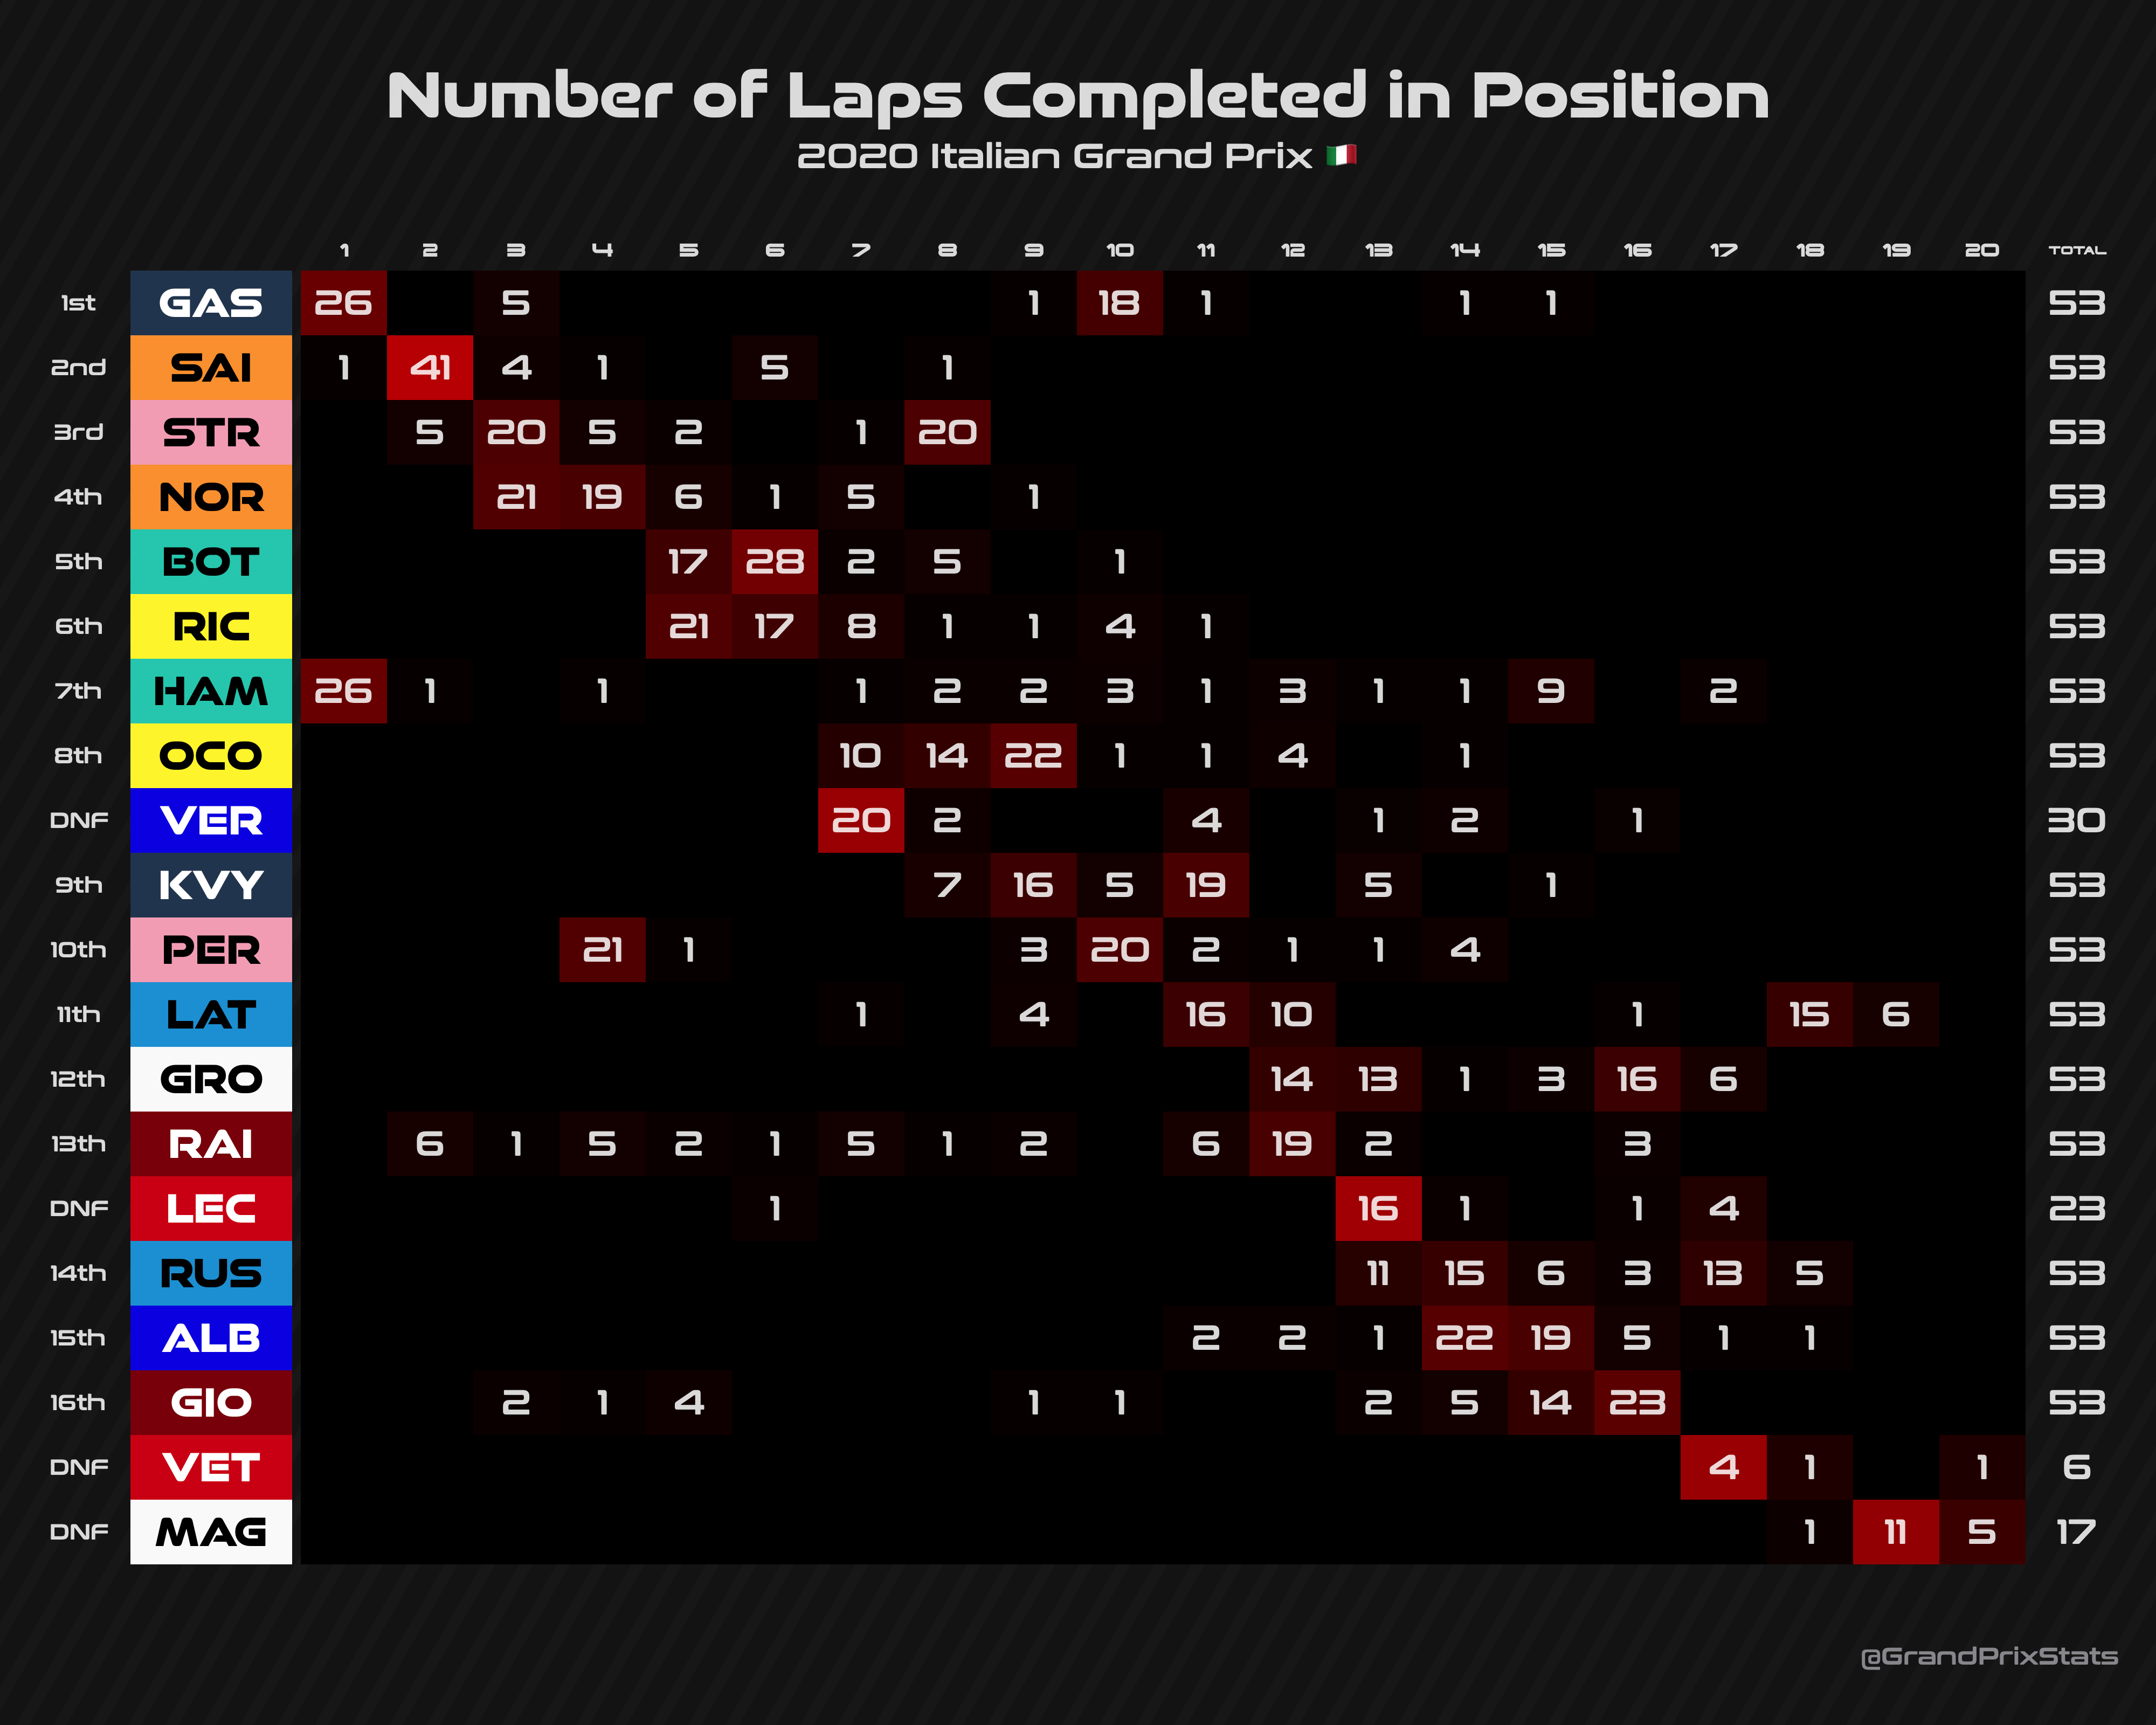 Number of Laps Completed in Position
2020 Italian Grand Prix 🇮🇹
1 2 3 4 5 6 7 8 9 10 11 12 13 14 15 16 17 18 19 20 TOTAL
1st GAS 26 5 1 18 1 1 1 53
2nd SAI 1 41 4 1 5 1 53
3rd STR 5 20 5 2 1 20 53
4th NOR 21 19 6 1 5 1 53
5th BOT 17 28 2 5 1 53
6th RIC 21 17 8 1 1 4 1 53
7th HAM 26 1 1 1 2 2 3 1 3 1 1 9 2 53
8th OCO 10 14 22 1 1 4 1 53
DNF VER 20 2 4 1 2 1 30
9th KVY 7 16 5 19 5 1 53
10th PER 21 1 3 20 2 1 1 4 53
11th LAT 1 4 16 10 1 15 6 53
12th GRO 14 13 1 3 16 6 53
13th RAI 6 1 5 2 1 5 1 2 6 19 2 3 53
DNF LEC 1 16 1 1 4 23
14th RUS 11 15 6 3 13 5 53
15th ALB 2 2 1 22 19 5 1 1 53
16th GIO 2 1 4 1 1 2 5 14 23 53
DNF VET 4 1 1 6
DNF MAG 1 11 5 17
@GrandPrixStats